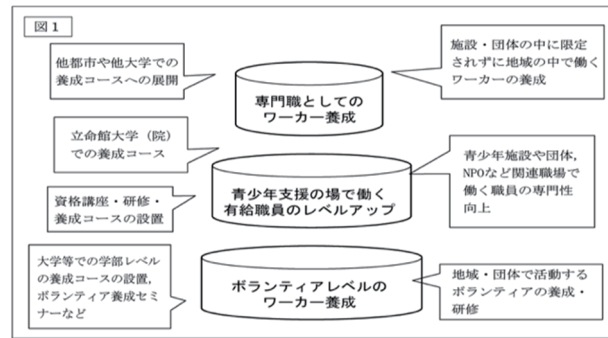 図1
他都市や他大学での
養成コースへの展開
施設・団体の中に限定
されずに地域の中で働く
ワーカーの養成
専門職としての
ワーカー養成
立命館大学（院）
での養成コース
青少年施設や団体,
NPOなど関連職場で
働く職員の専門性
向上
青少年支援の場で働く
有給職員のレベルアップ
資格講座・研修・
養成コースの設置
大学等での学部レベル
の養成コースの設置,
ボランティア養成セミ
ナーなど
ボランティアレベルの
ワーカー養成
地域・団体で活動する
ボランティアの養成・
研修